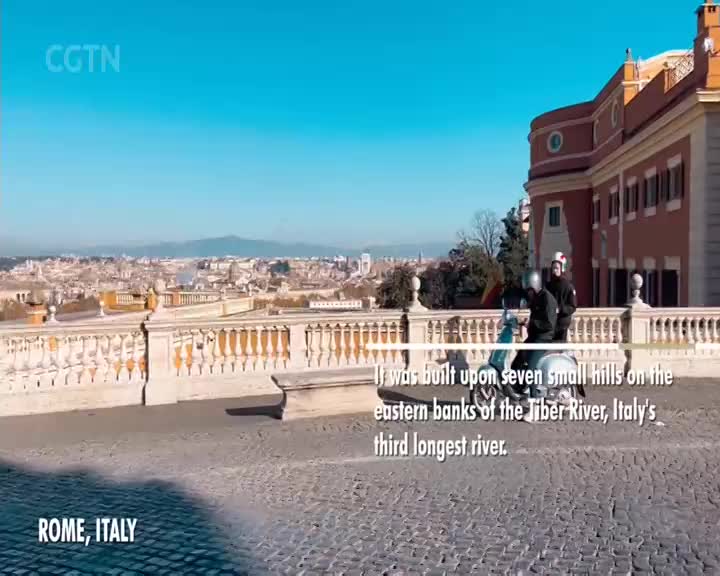 CGTN
It was built upon seven small hills on the
eastern banks of the Tiber River, Italy's
third longest river.
ROME, ITALY